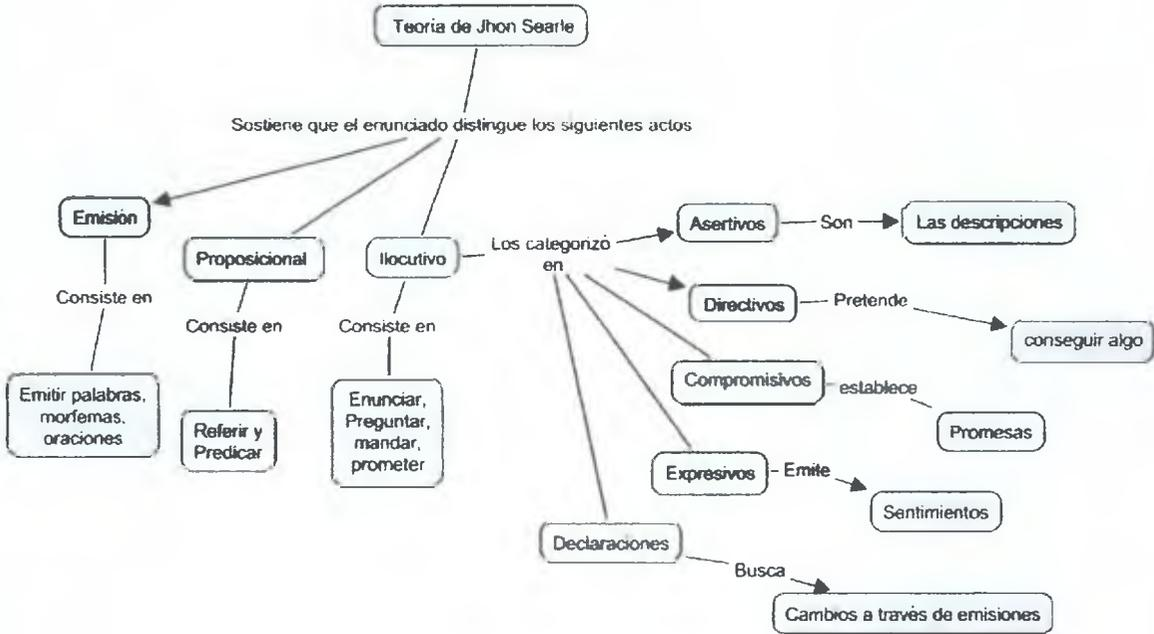 Teoría de Jhon Searle
Sostiene que el enunciado distingue los siguientes actos
Emisión
Consiste en
Emitir palabras,
morfemas,
oraciones
Proposicional
Consiste en
Referir y
Predicar
Ilocutivo
Consiste en
Enunciar,
Preguntar,
mandar,
prometer
Los categorizó
en
Asertivos
Son
Las descripciones
Directivos
Pretende
conseguir algo
Compromisivos
establece
Promesas
Expresivos
Emite
Sentimientos
Declaraciones
Busca
Cambios a través de emisiones